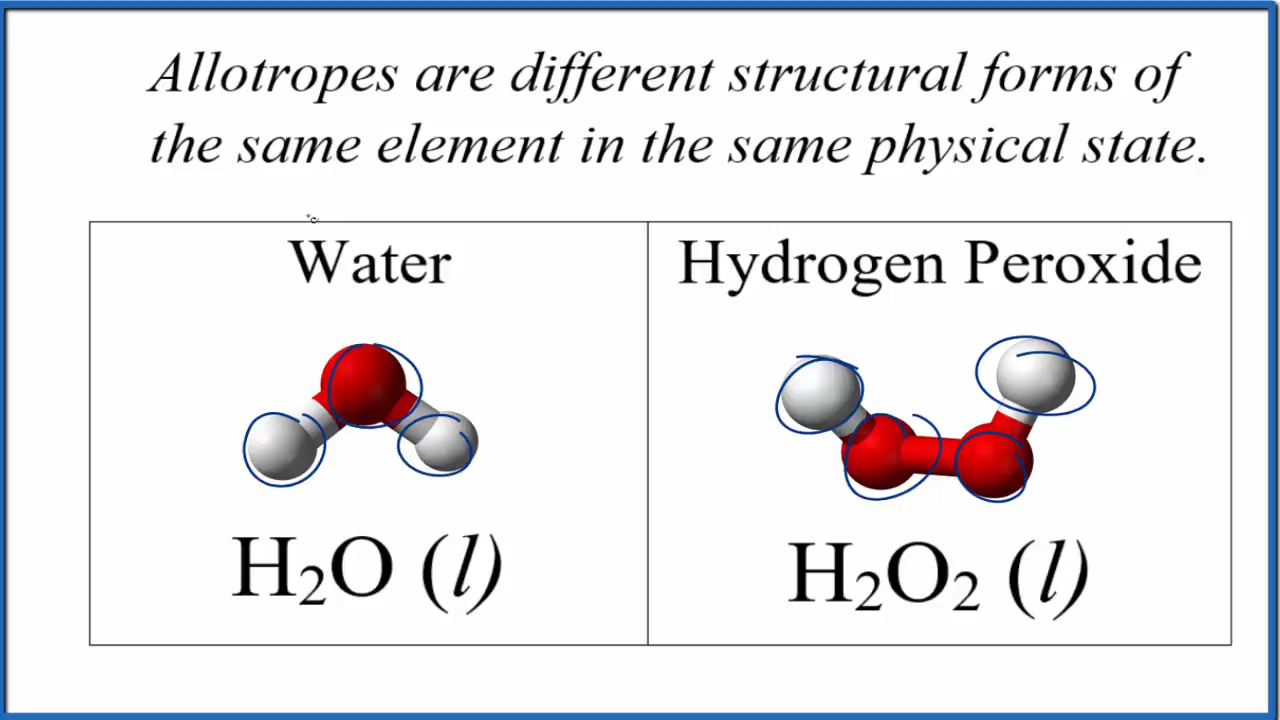 Allotropes are different structural forms of
the same element in the same physical state.
Water
Hydrogen Peroxide
H₂O (l)
H₂O₂ (l)